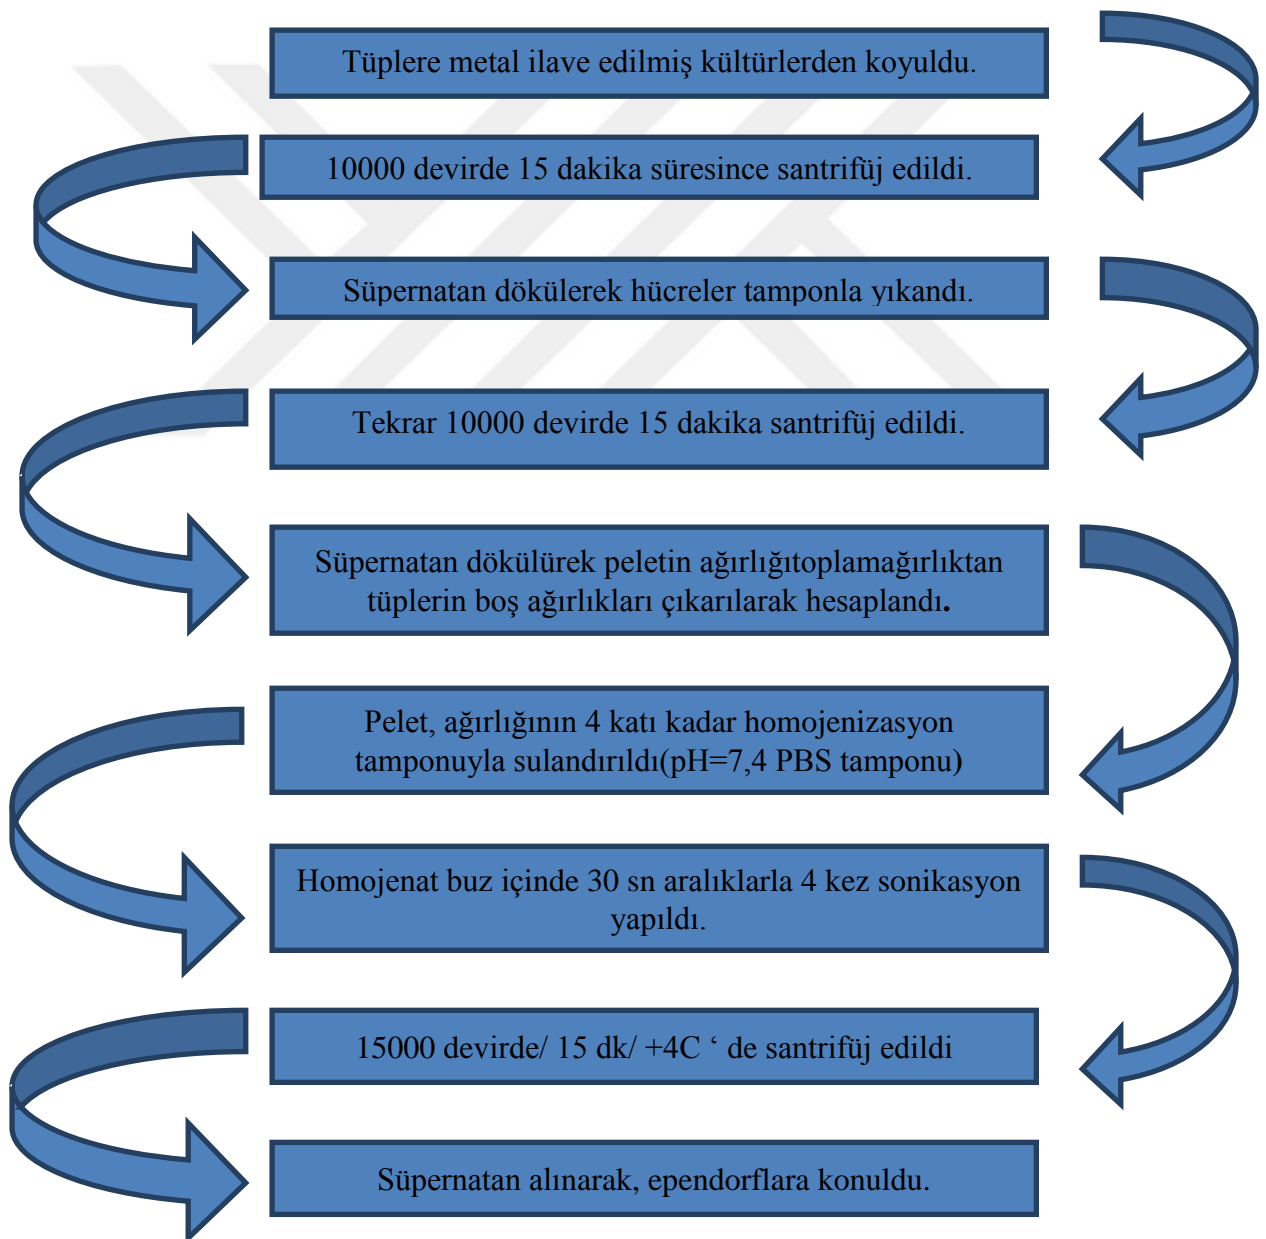 Tüplere metal ilave edilmiş kültürlerden koyuldu.
10000 devirde 15 dakika süresince santrifüj edildi.
Süpernatan dökülerek hücreler tamponla yıkandı.
Tekrar 10000 devirde 15 dakika santrifüj edildi.
Süpernatan dökülürek peletin ağırlığıtoplamağırlıktan
tüplerin boş ağırlıkları çıkarılarak hesaplandı.
Pelet, ağırlığının 4 katı kadar homojenizasyon
tamponuyla sulandırıldı(pH=7,4 PBS tamponu)
Homojenat buz içinde 30 sn aralıklarla 4 kez sonikasyon
yapıldı.
15000 devirde/ 15 dk/ +4C ‘ de santrifüj edildi
Süpernatan alınarak, ependorflara konuldu.